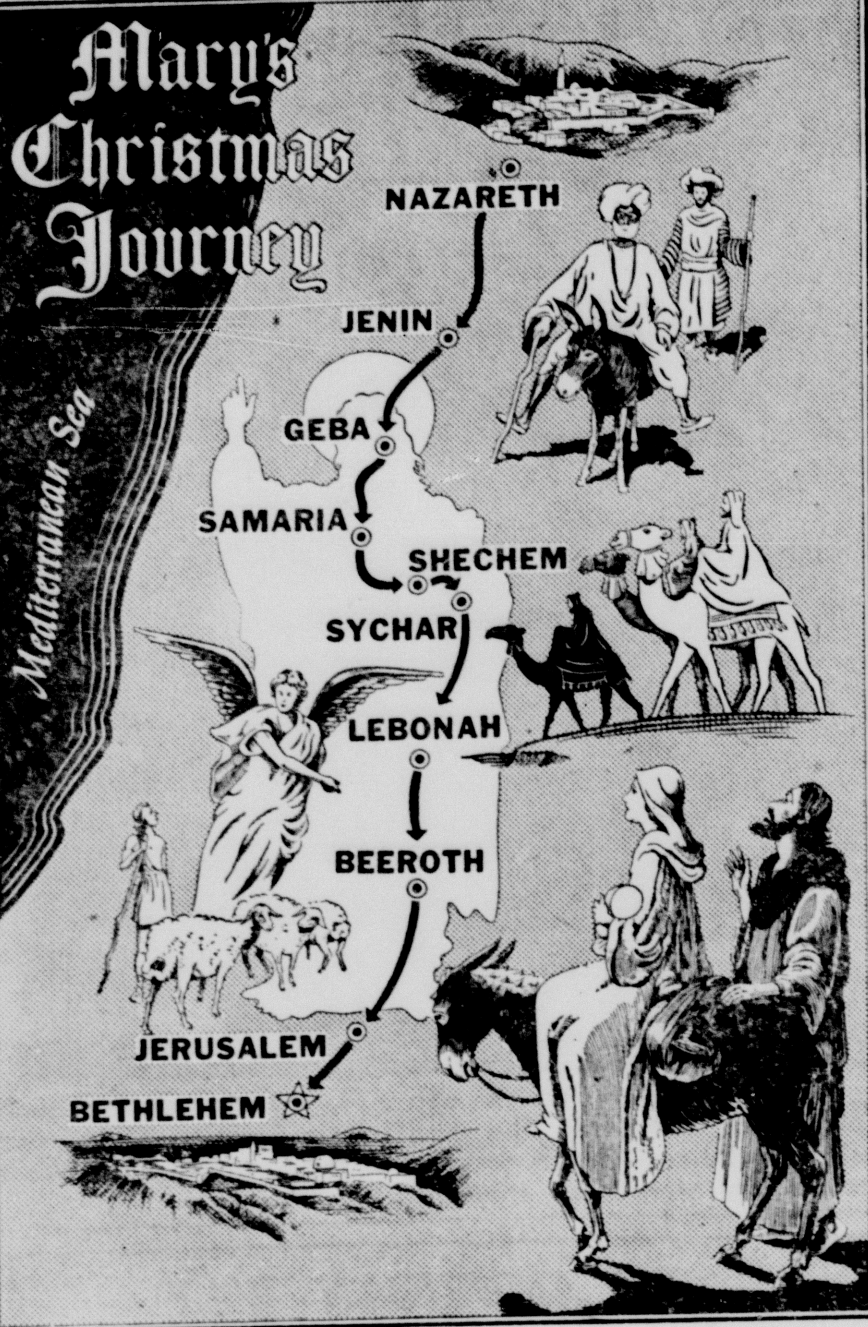 Mary's
Christmas
Journey
NAZARETH
JENIN
GEBA
SAMARIA
SHECHEM
SYCHAR
LEBONAH
BEEROTH
JERUSALEM
BETHLEHEM
Mediterranean Sea